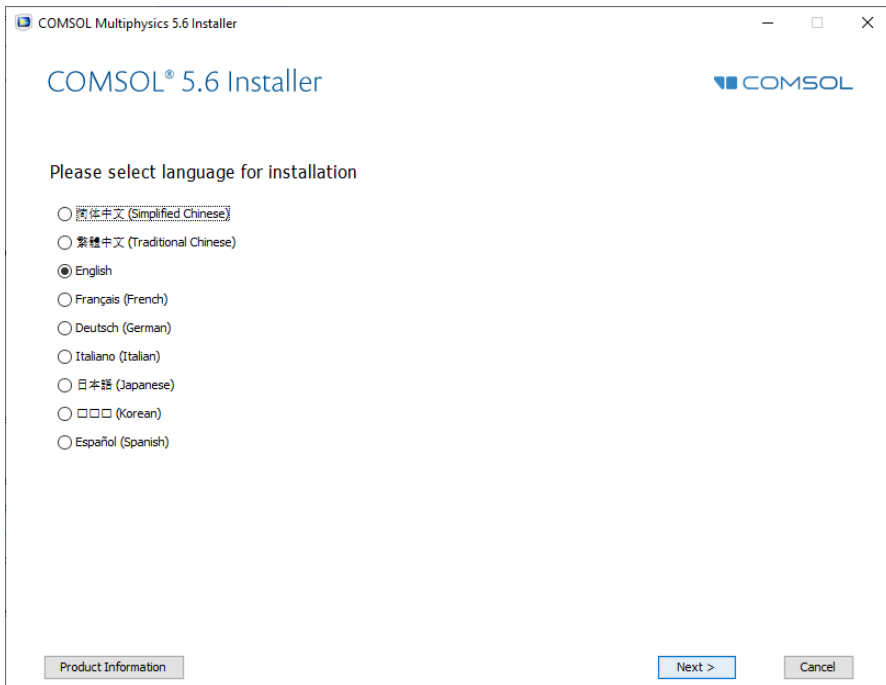 COMSOL Multiphysics 5.6 Installer
COMSOL® 5.6 Installer
COMSOL
Please select language for installation
简体中文 (Simplified Chinese)
繁體中文 (Traditional Chinese)
English
Français (French)
Deutsch (German)
Italiano (Italian)
日本語 (Japanese)
□□□ (Korean)
Español (Spanish)
Product Information
Next >
Cancel